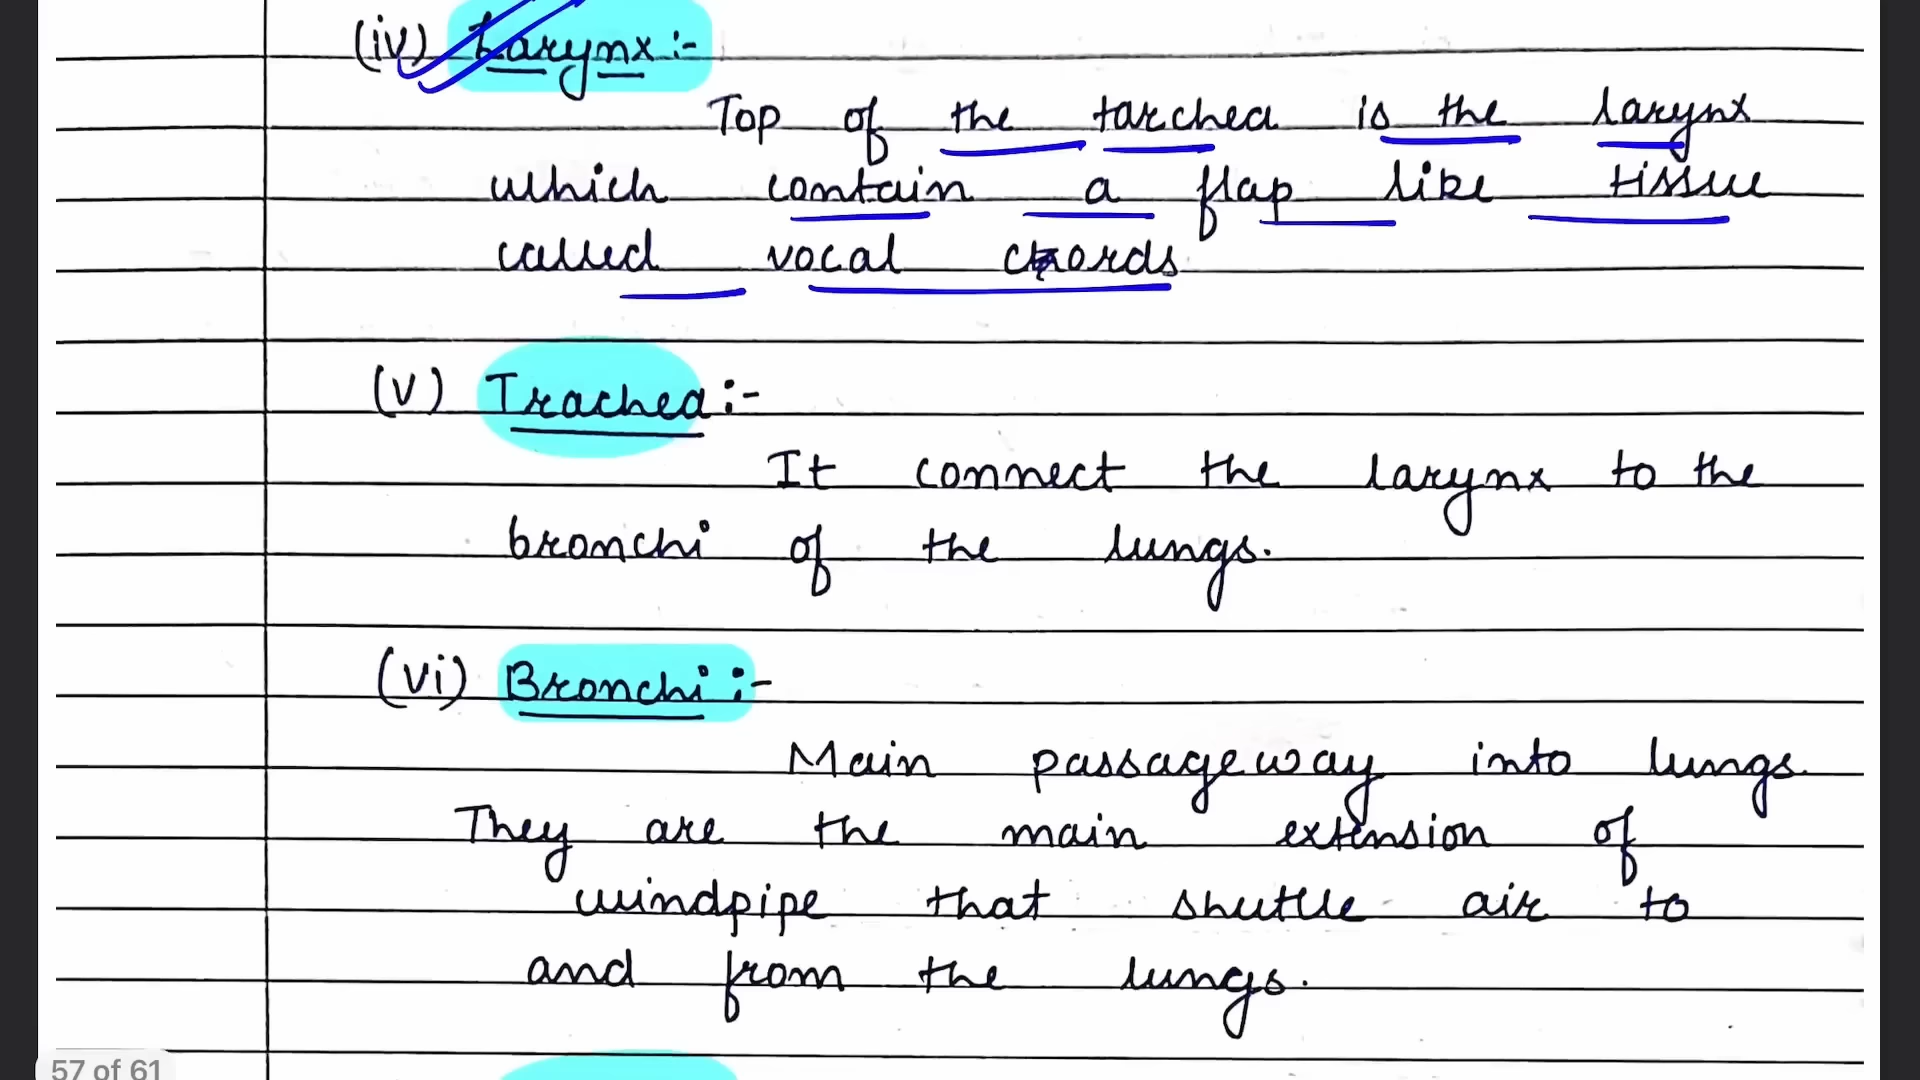 (iv) Larynx :-
Top of the tarchea is the larynx
which contain a flap like tissue
called vocal cords
(v) Trachea :-
It connect the larynx to the
bronchi of the lungs.
(vi) Bronchi :-
Main passageway into lungs.
They are the main extension of
windpipe that shuttle air to
and from the lungs.
57 of 61